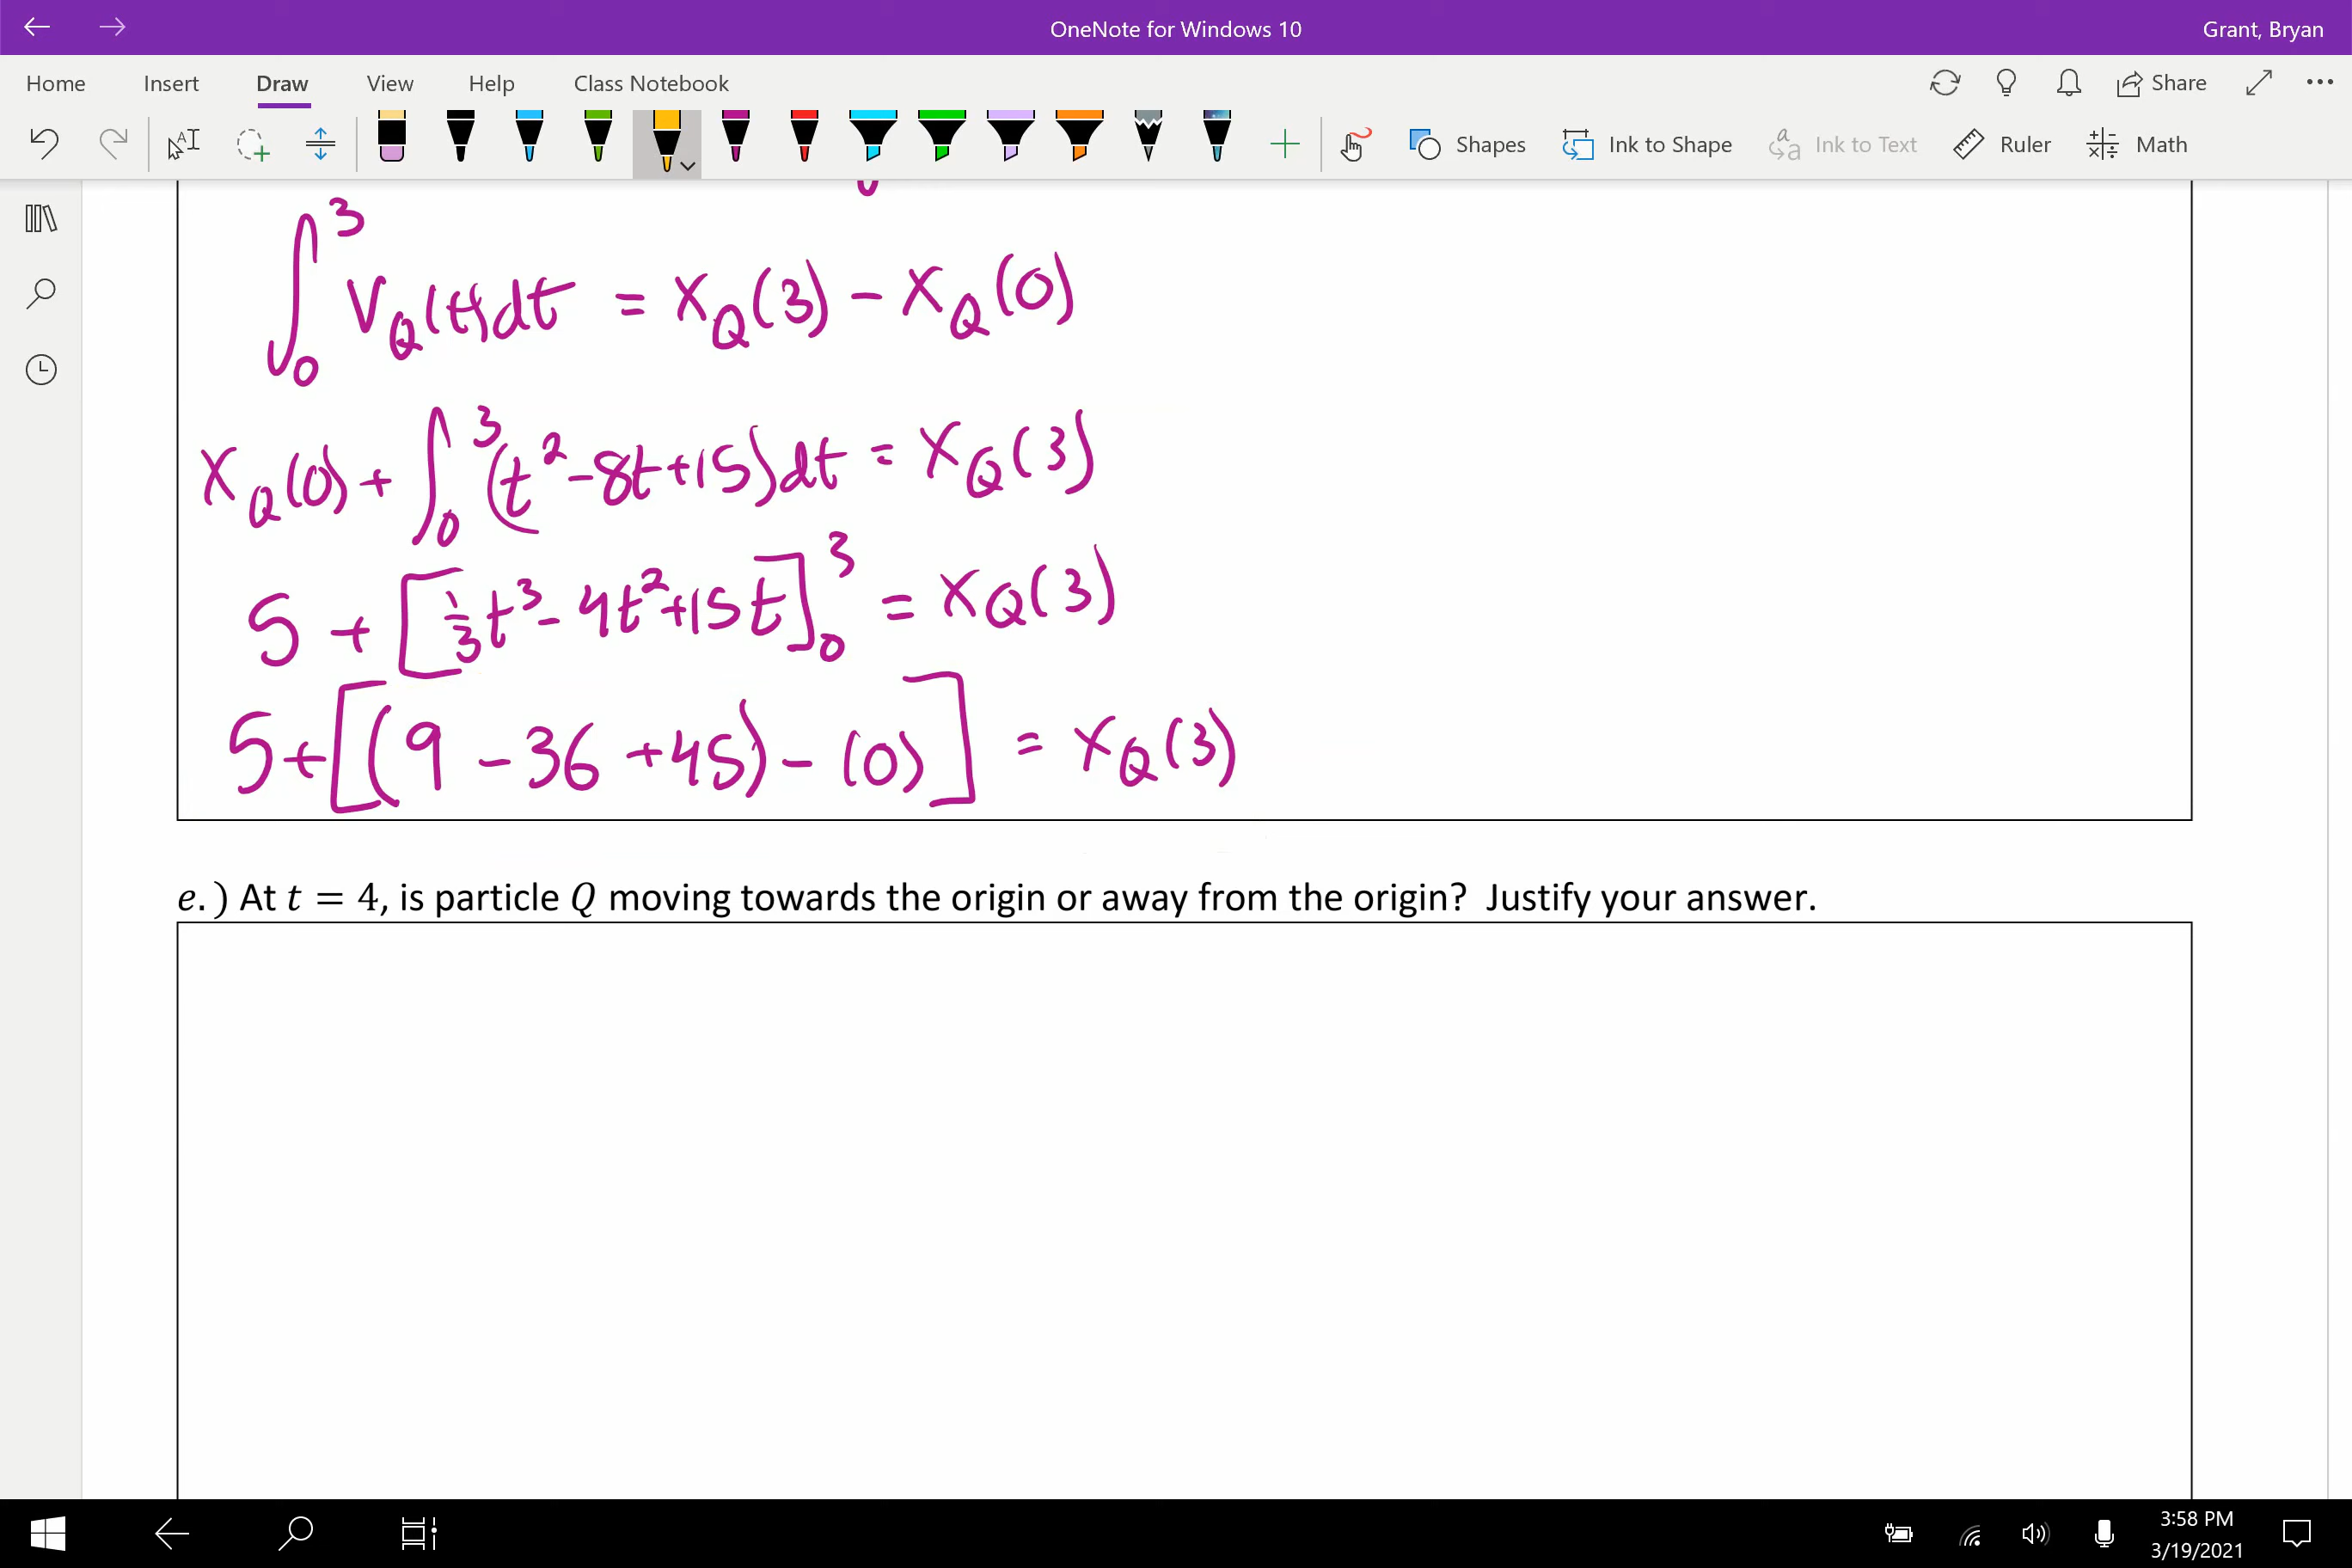 OneNote for Windows 10
Grant, Bryan
Home Insert Draw View Help Class Notebook Share
Shapes Ink to Shape Ink to Text Ruler Math
∫₀³ V_Q(t)dt = X_Q(3) - X_Q(0)
X_Q(0) + ∫₀³ (t² - 8t + 15)dt = X_Q(3)
5 + [⅓t³ - 4t² + 15t]₀³ = X_Q(3)
5 + [(9 - 36 + 45) - (0)] = X_Q(3)
e.) At t = 4, is particle Q moving towards the origin or away from the origin? Justify your answer.
3:58 PM
3/19/2021